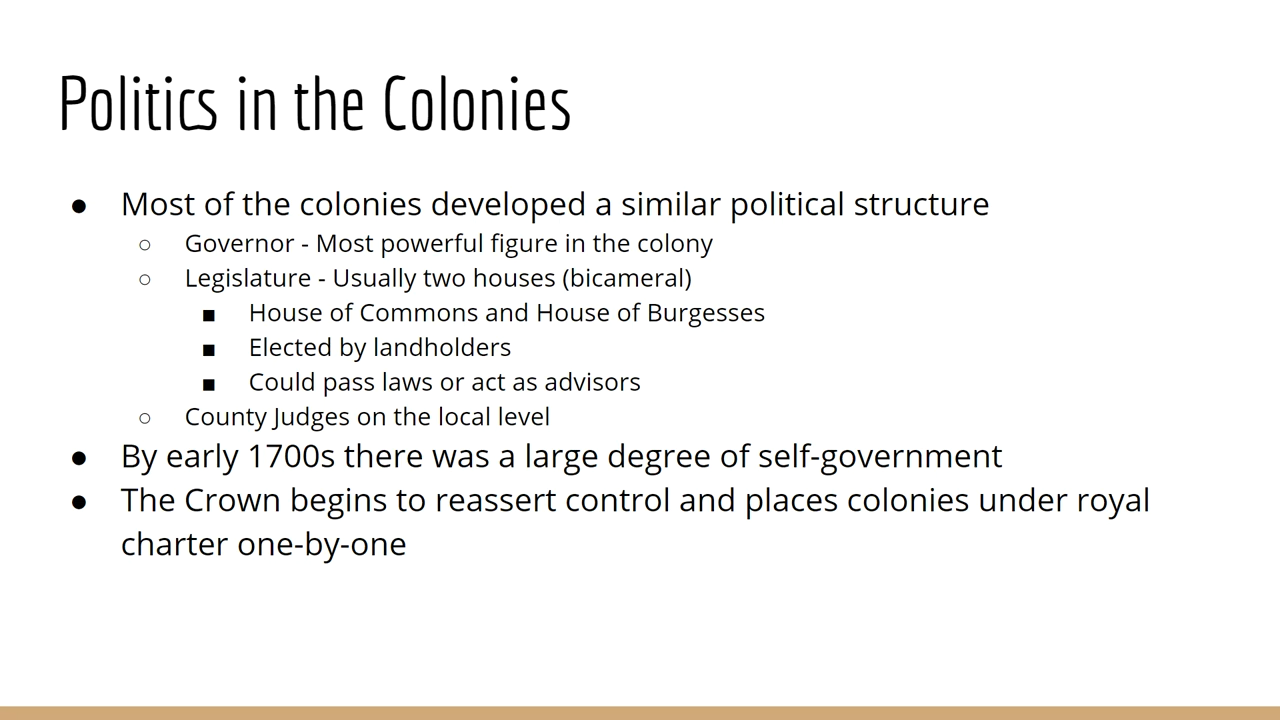 Politics in the Colonies
● Most of the colonies developed a similar political structure
○ Governor - Most powerful figure in the colony
○ Legislature - Usually two houses (bicameral)
■ House of Commons and House of Burgesses
■ Elected by landholders
■ Could pass laws or act as advisors
○ County Judges on the local level
● By early 1700s there was a large degree of self-government
● The Crown begins to reassert control and places colonies under royal
charter one-by-one